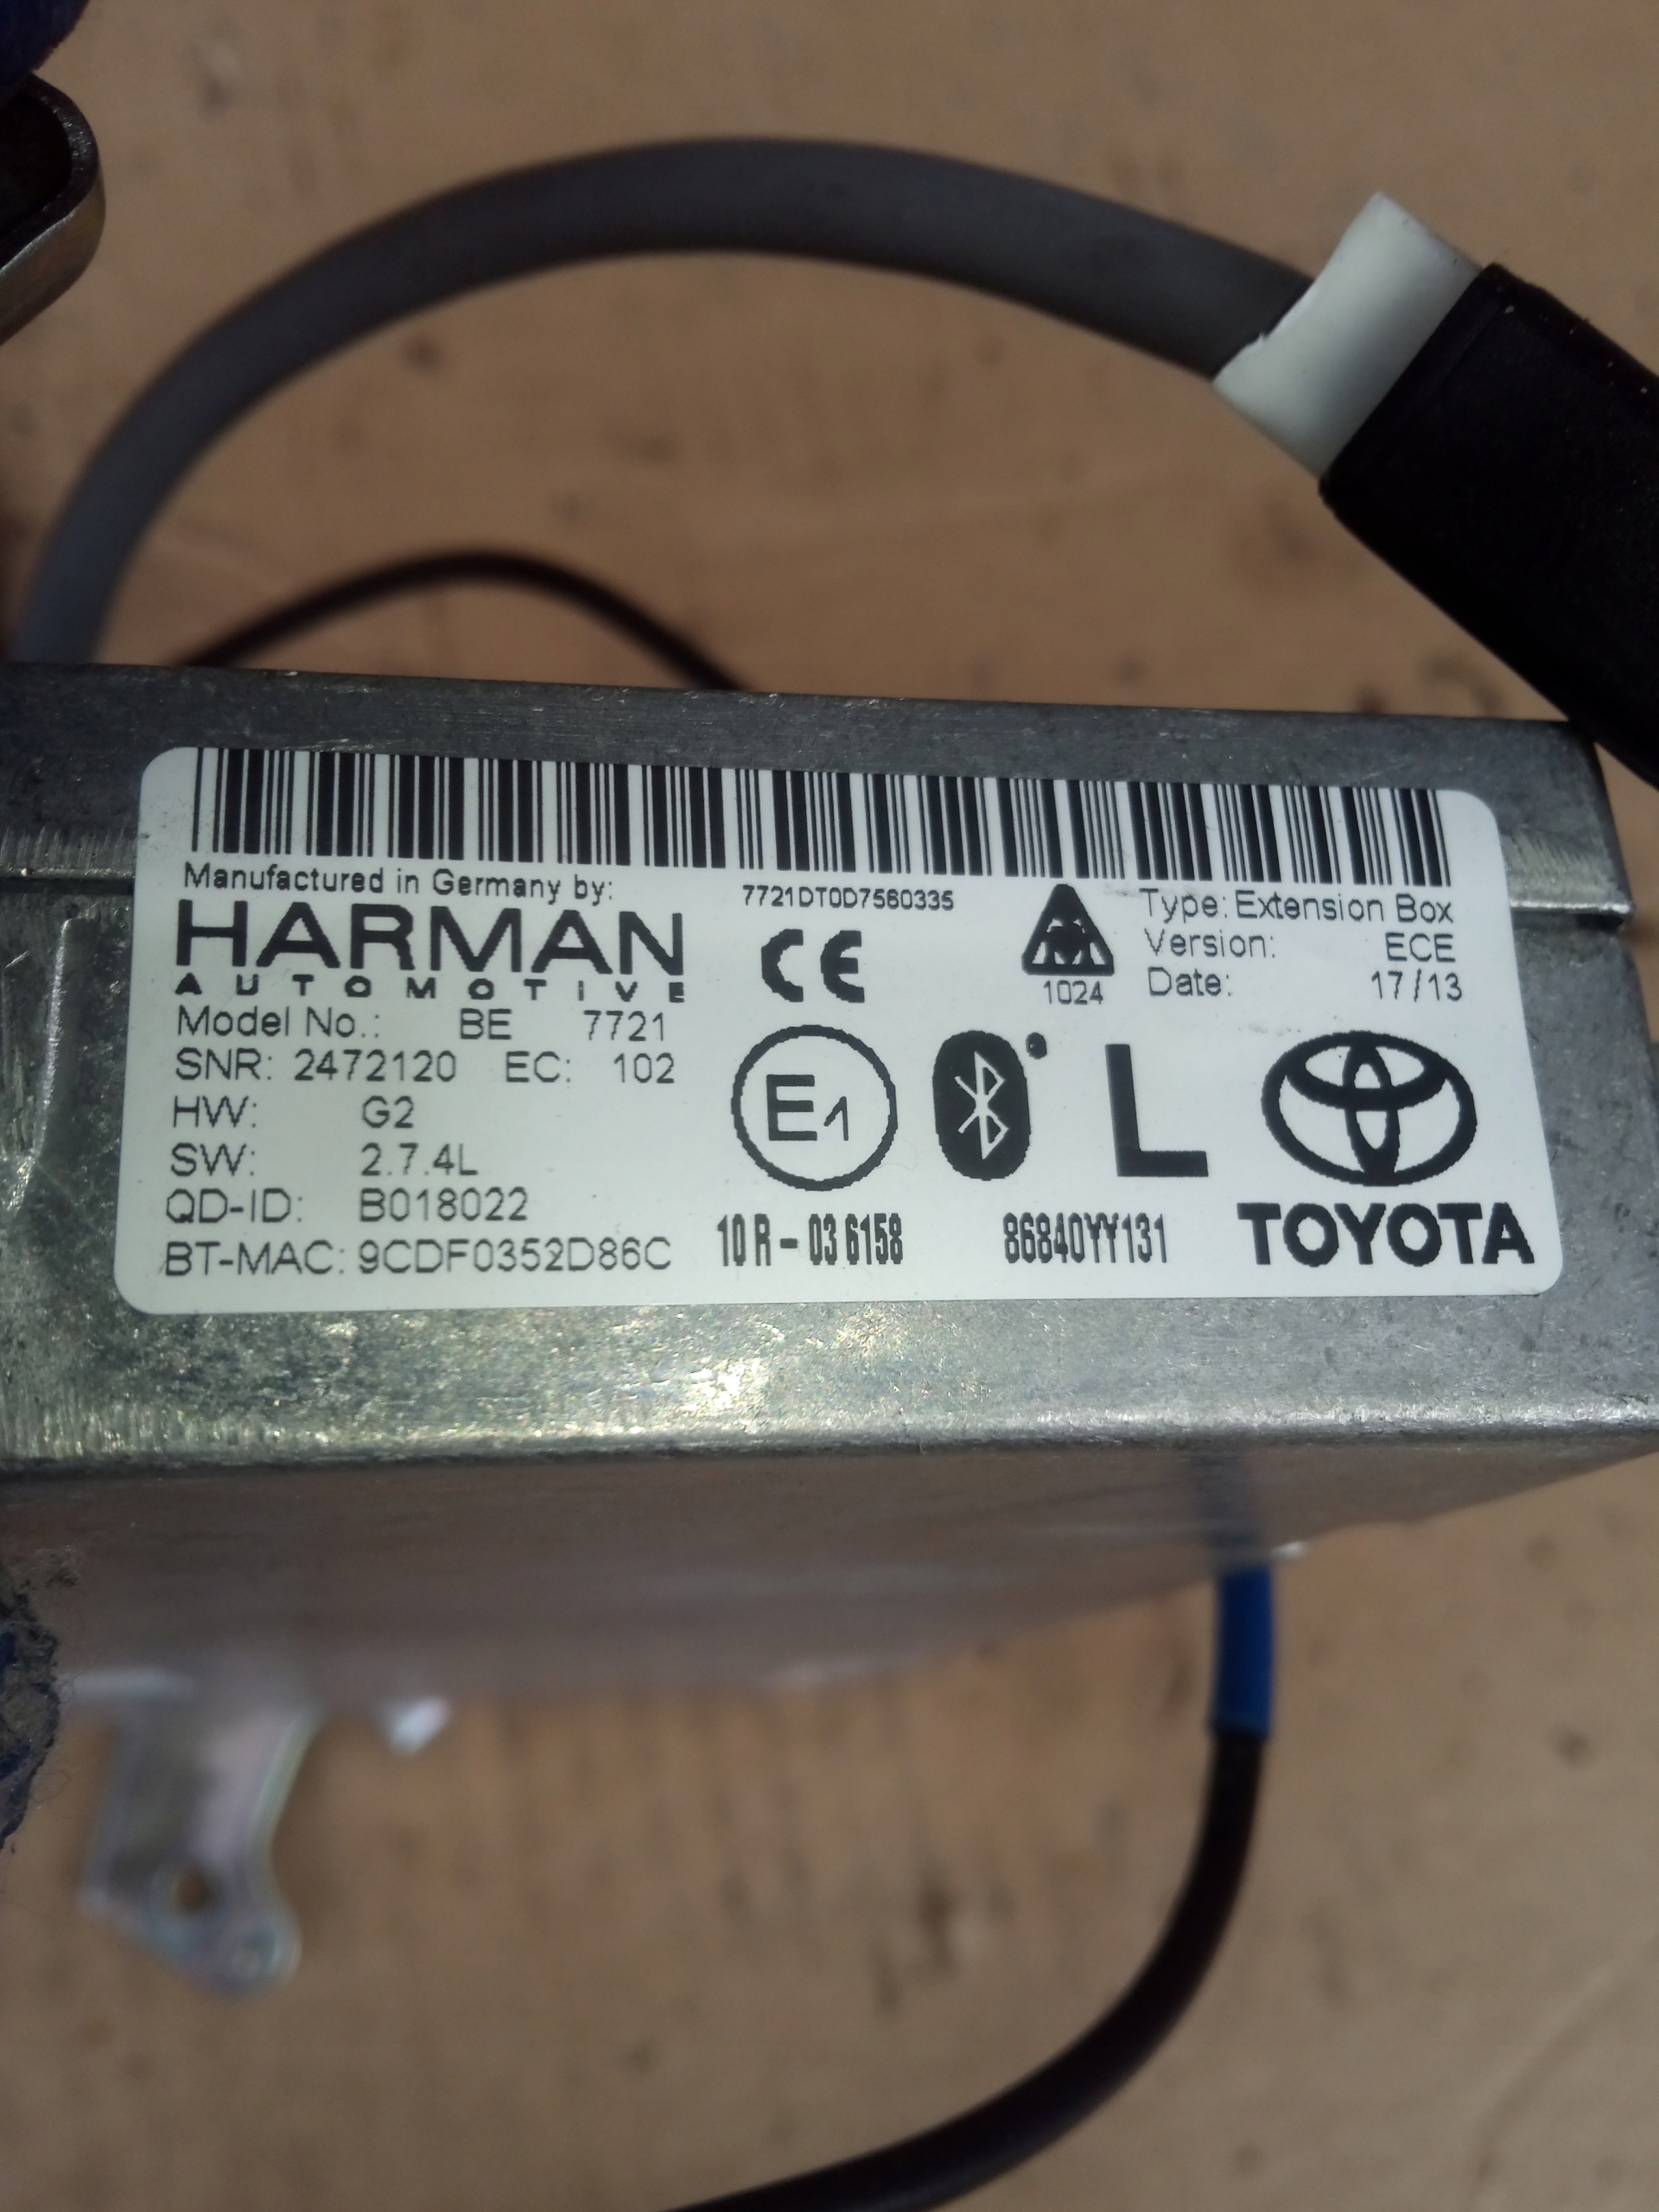 Manufactured in Germany by:
HARMAN
AUTOMOTIVE
Model No.: BE 7721
SNR: 2472120 EC: 102
HW: G2
SW: 2.7.4L
QD-ID: B018022
BT-MAC: 9CDF0352D86C
7721DT0D7560335
CE
1024
Type: Extension Box
Version: ECE
Date: 17/13
E1
L
10 R - 03 6158
86840YY131
TOYOTA